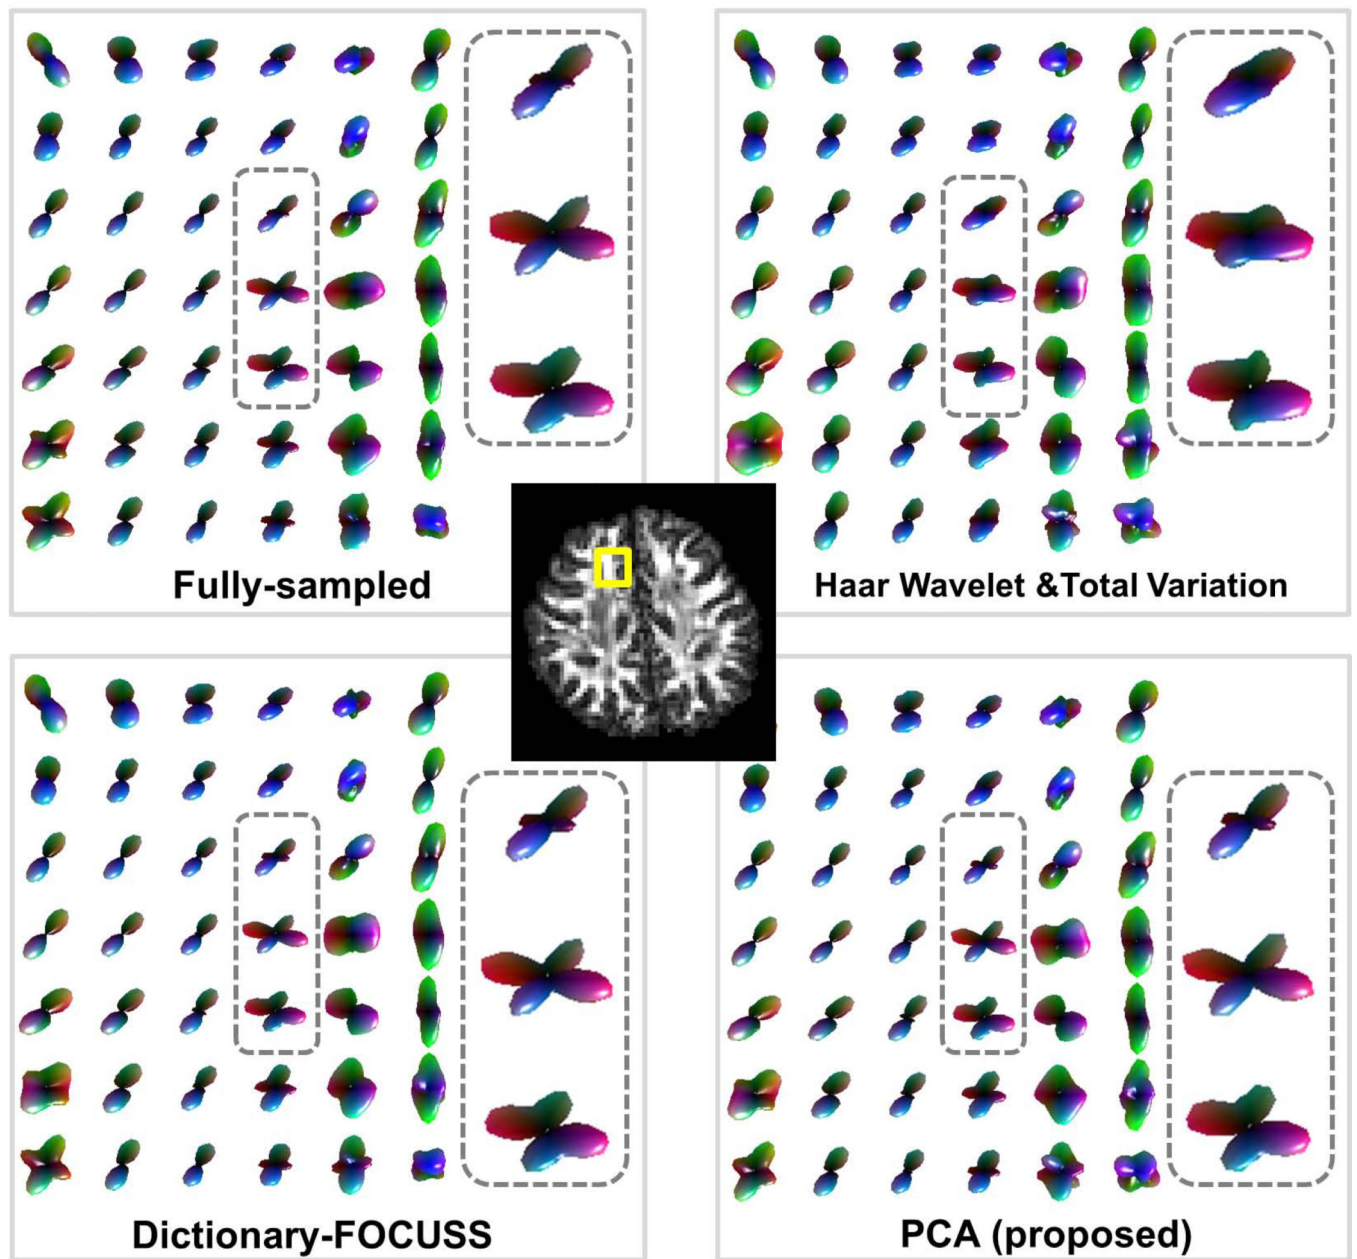 Fully-sampled
Haar Wavelet &Total Variation
Dictionary-FOCUSS
PCA (proposed)